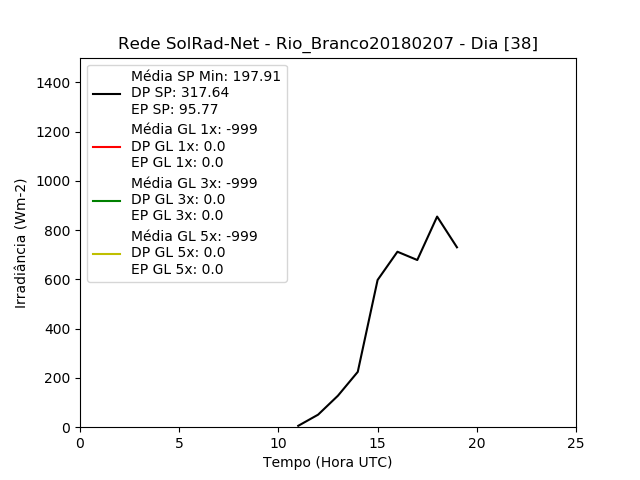 Rede SolRad-Net - Rio_Branco20180207 - Dia [38]
Média SP Min: 197.91
DP SP: 317.64
EP SP: 95.77
Média GL 1x: -999
DP GL 1x: 0.0
EP GL 1x: 0.0
Média GL 3x: -999
DP GL 3x: 0.0
EP GL 3x: 0.0
Média GL 5x: -999
DP GL 5x: 0.0
EP GL 5x: 0.0
Irradiância (Wm-2)
1400
1200
1000
800
600
400
200
0
0 5 10 15 20 25
Tempo (Hora UTC)